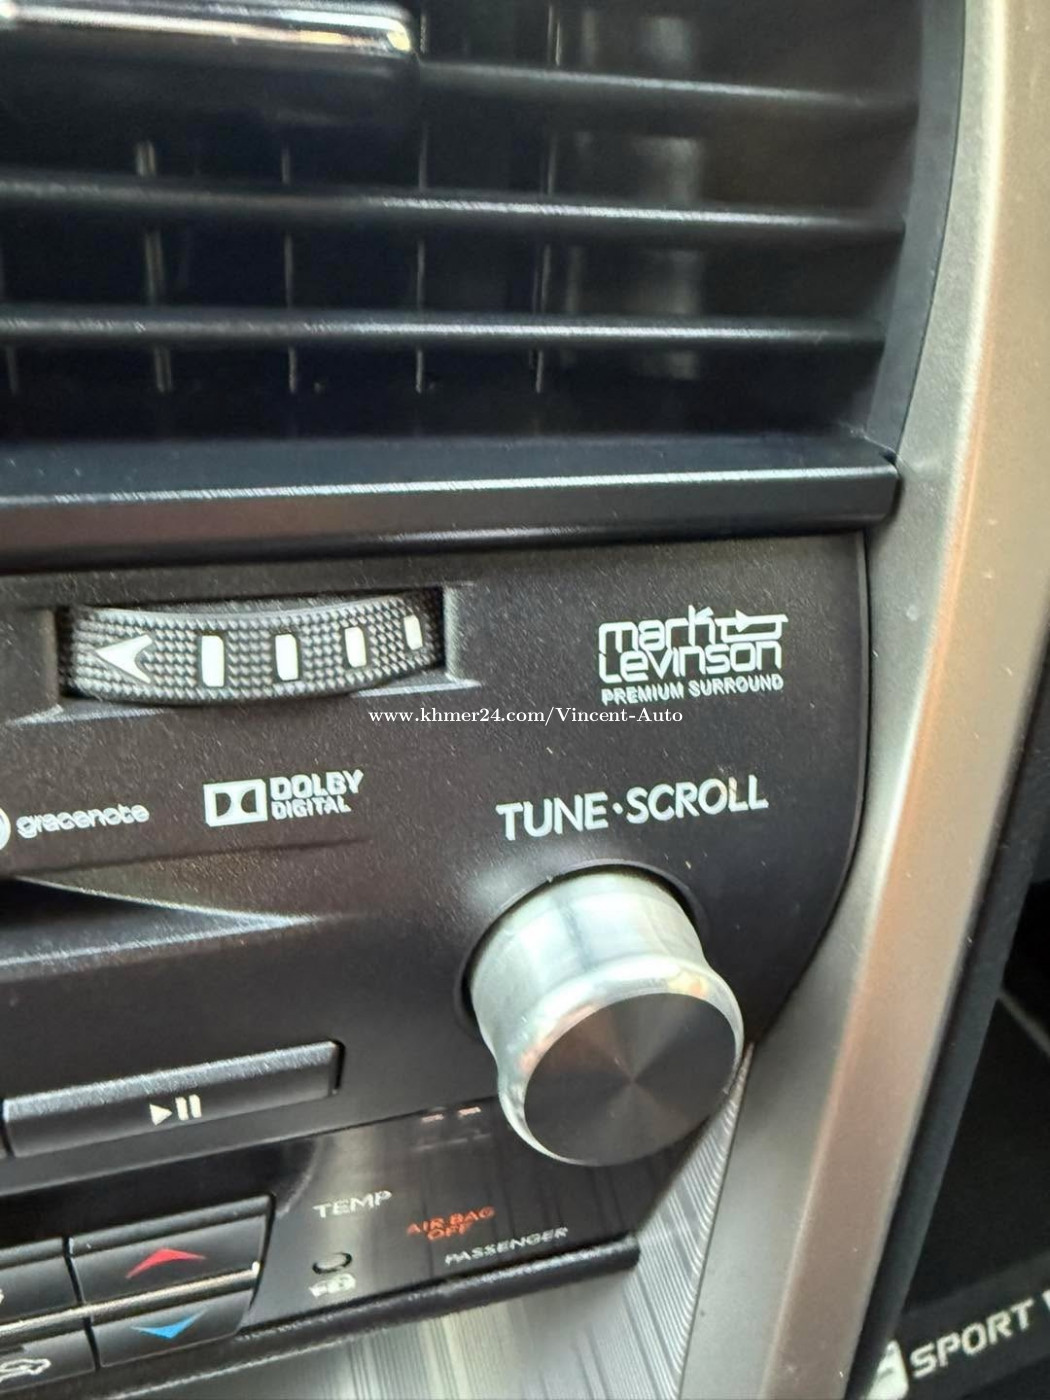 mark
Levinson
PREMIUM SURROUND
www.khmer24.com/Vincent-Auto
gracenote
DOLBY
DIGITAL
TUNE·SCROLL
TEMP
AIR BAG
OFF
PASSENGER
SPORT